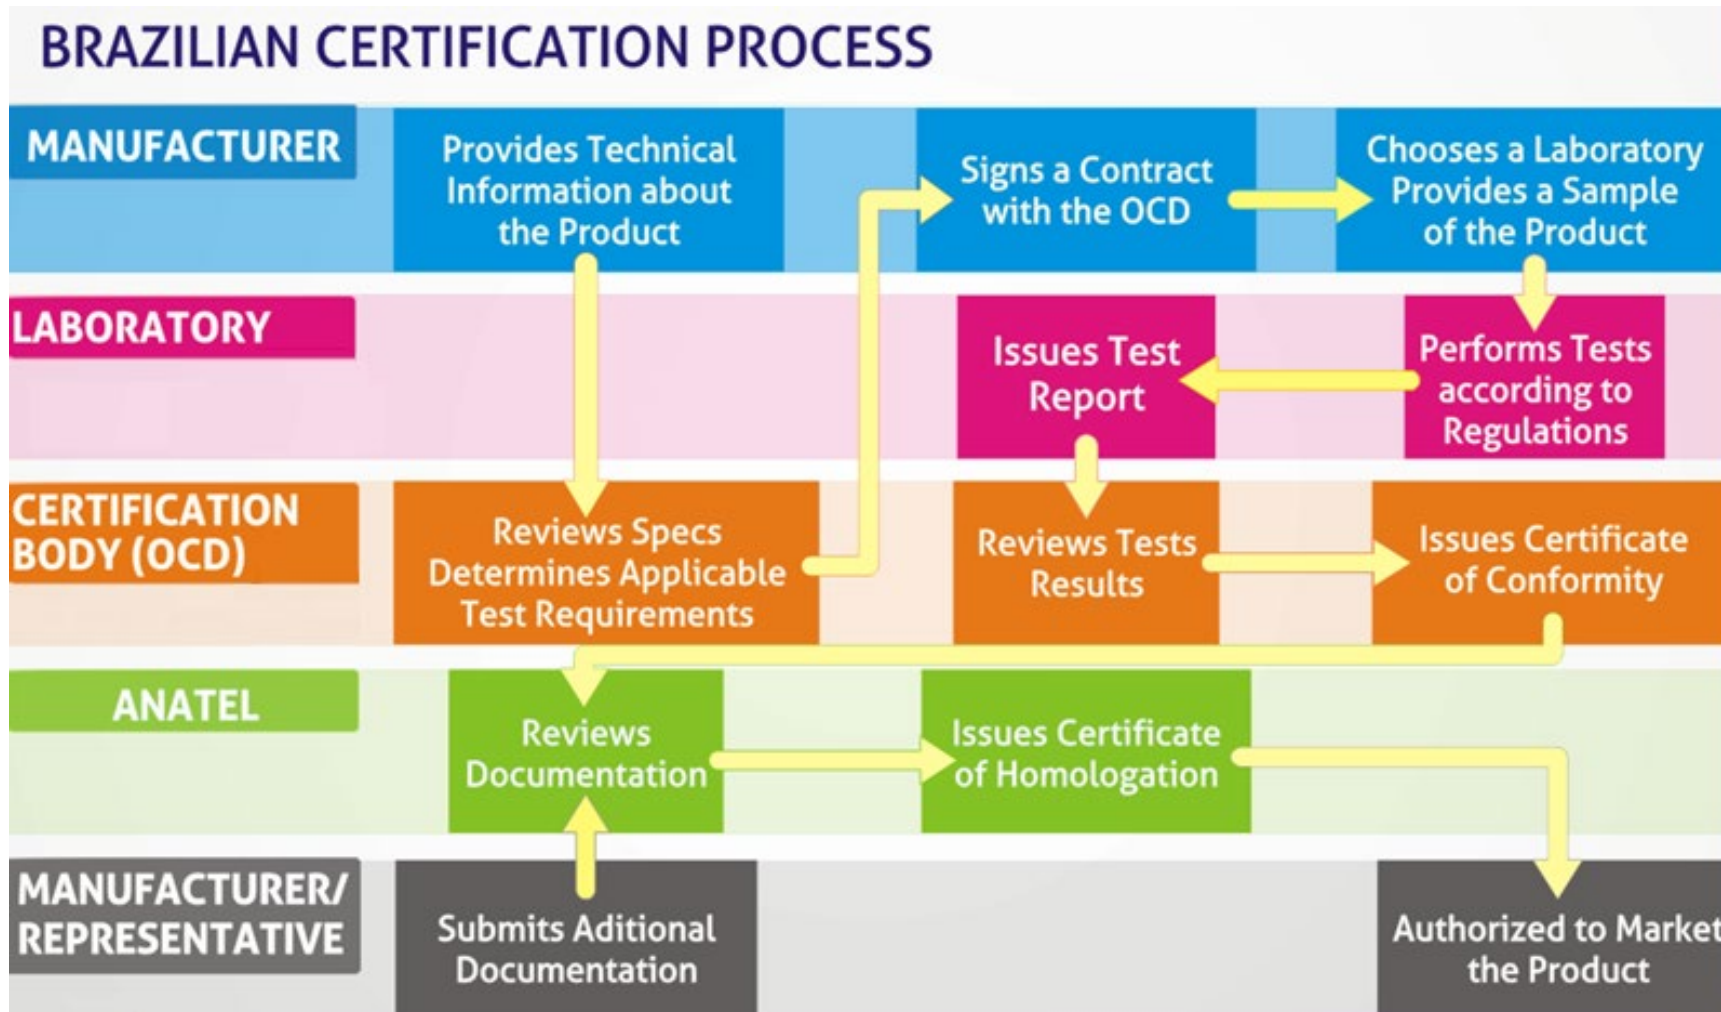 BRAZILIAN CERTIFICATION PROCESS
MANUFACTURER
Provides Technical
Information about
the Product
Signs a Contract
with the OCD
Chooses a Laboratory
Provides a Sample
of the Product
LABORATORY
Issues Test
Report
Performs Tests
according to
Regulations
CERTIFICATION
BODY (OCD)
Reviews Specs
Determines Applicable
Test Requirements
Reviews Tests
Results
Issues Certificate
of Conformity
ANATEL
Reviews
Documentation
Issues Certificate
of Homologation
MANUFACTURER/
REPRESENTATIVE
Submits Aditional
Documentation
Authorized to Market
the Product